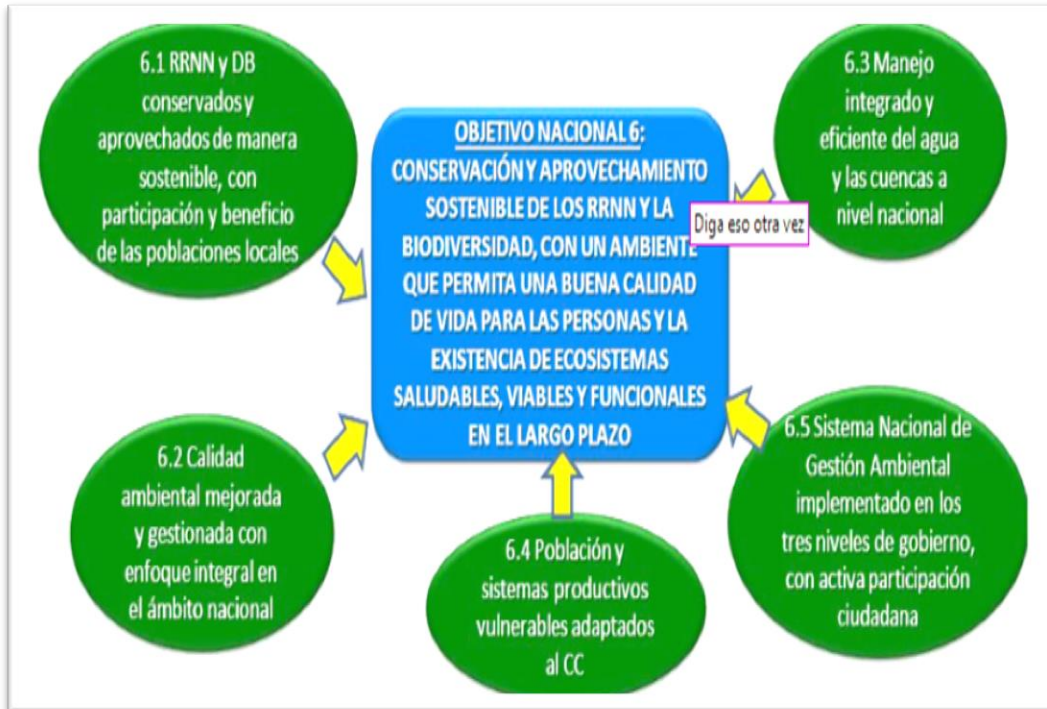 6.1 RRNN y DB
conservados y
aprovechados de manera
sostenible, con
participación y beneficio
de las poblaciones locales
OBJETIVO NACIONAL 6:
CONSERVACIÓN Y APROVECHAMIENTO
SOSTENIBLE DE LOS RRNN Y LA
BIODIVERSIDAD, CON UN AMBIENTE
QUE PERMITA UNA BUENA CALIDAD
DE VIDA PARA LAS PERSONAS Y LA
EXISTENCIA DE ECOSISTEMAS
SALUDABLES, VIABLES Y FUNCIONALES
EN EL LARGO PLAZO
6.3 Manejo
integrado y
eficiente del agua
y las cuencas a
nivel nacional
Diga eso otra vez
6.2 Calidad
ambiental mejorada
y gestionada con
enfoque integral en
el ámbito nacional
6.4 Población y
sistemas productivos
vulnerables adaptados
al CC
6.5 Sistema Nacional de
Gestión Ambiental
implementado en los
tres niveles de gobierno,
con activa participación
ciudadana